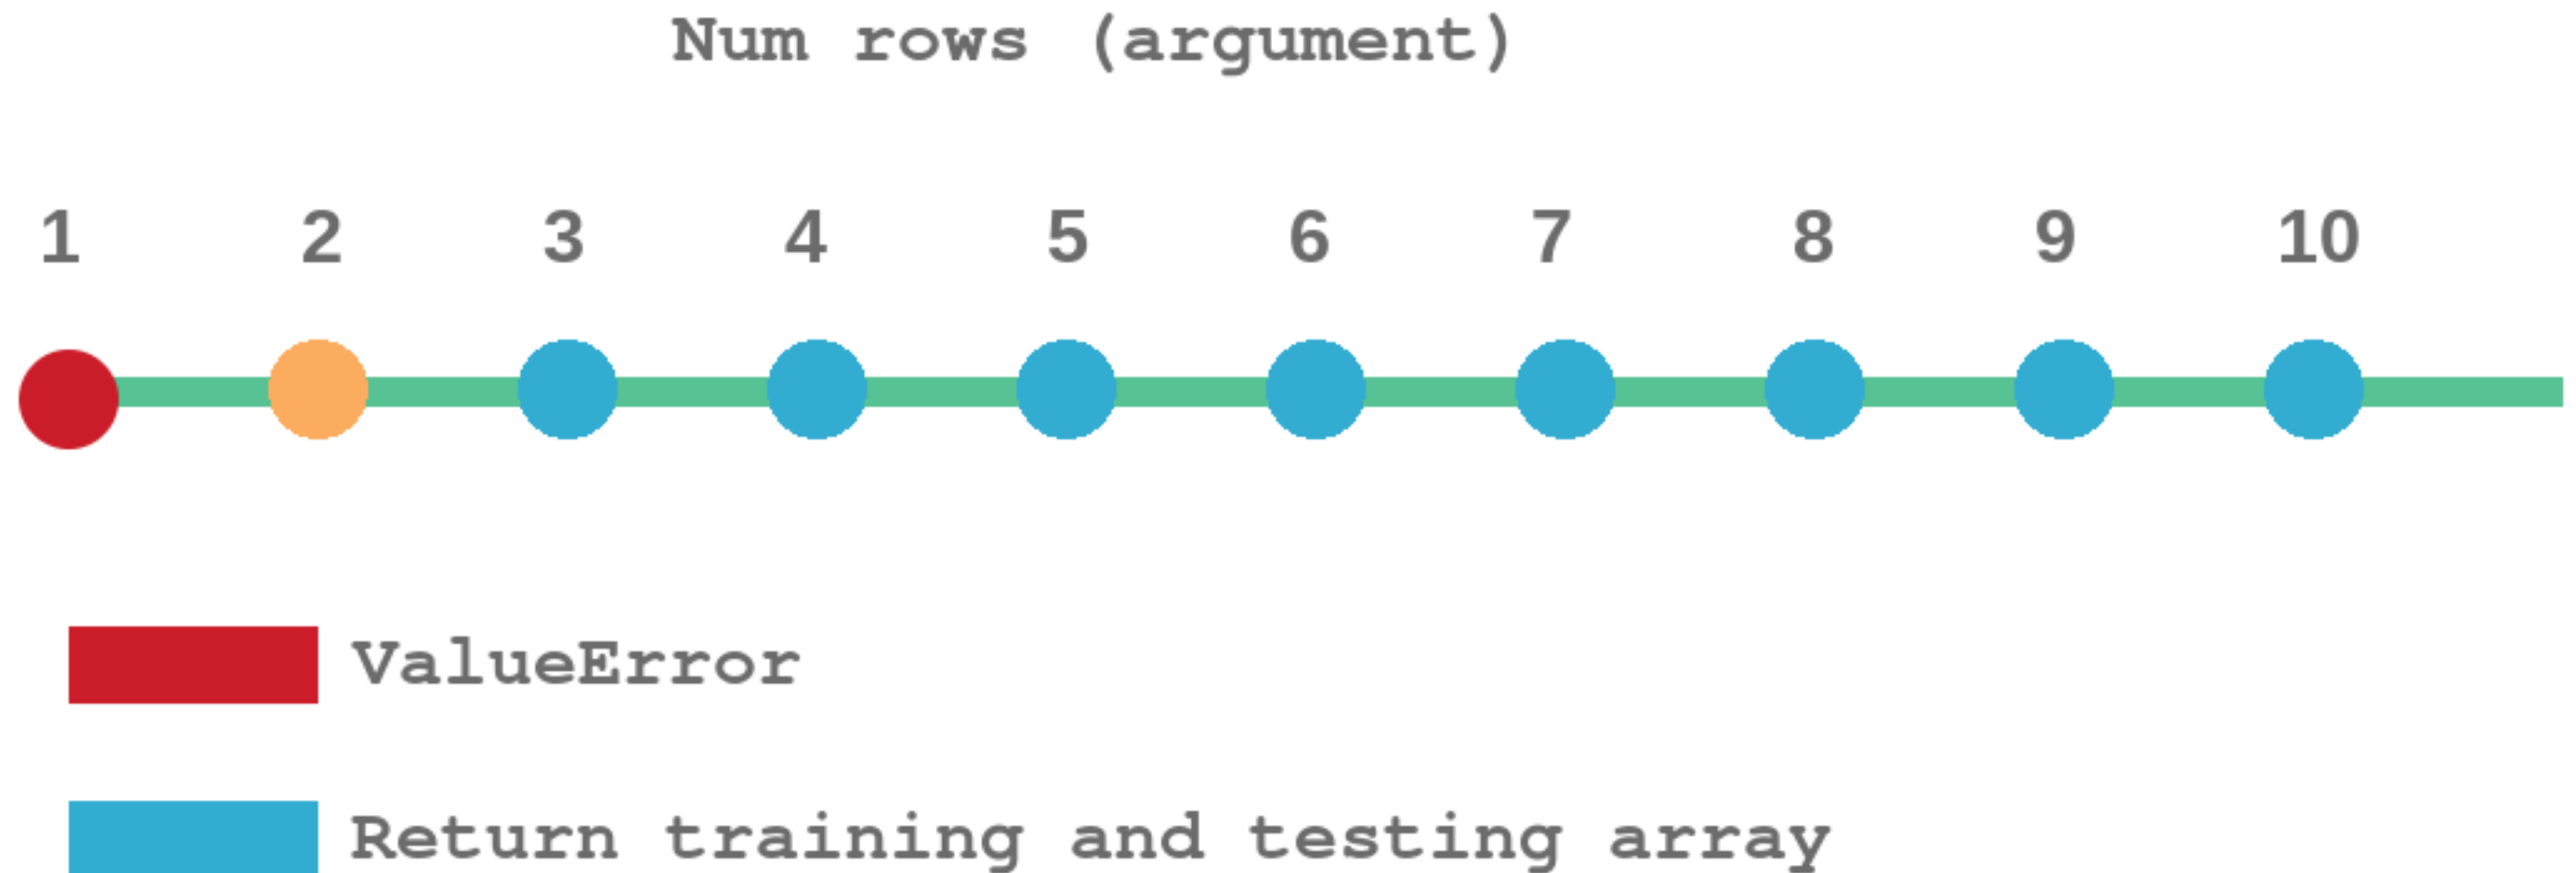 Num rows (argument)
1 2 3 4 5 6 7 8 9 10
ValueError
Return training and testing array